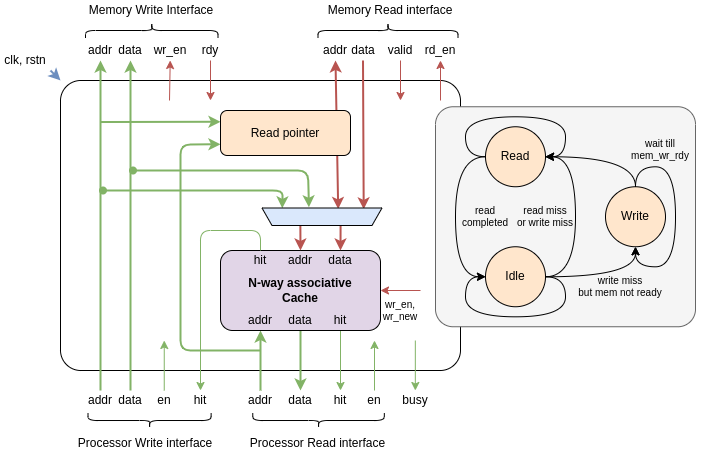 Memory Write Interface
Memory Read interface
addr data wr_en rdy
addr data valid rd_en
clk, rstn
Read pointer
Read
wait till
mem_wr_rdy
read
completed
read miss
or write miss
Write
Idle
write miss
but mem not ready
hit addr data
N-way associative
Cache
addr data hit
wr_en,
wr_new
addr data en hit
addr data hit en busy
Processor Write interface
Processor Read interface